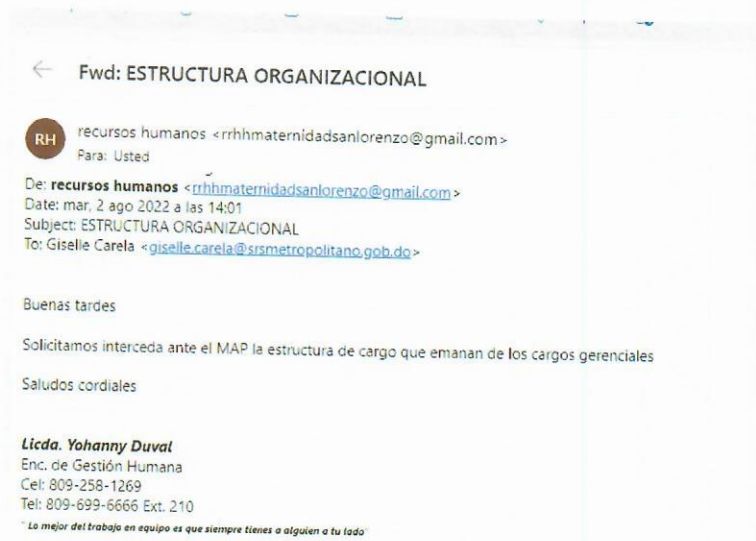 Fwd: ESTRUCTURA ORGANIZACIONAL
RH
recursos humanos <rrhhmaternidadsanlorenzo@gmail.com>
Para: Usted
De: recursos humanos <rrhhmaternidadsanlorenzo@gmail.com>
Date: mar, 2 ago 2022 a las 14:01
Subject: ESTRUCTURA ORGANIZACIONAL
To: Giselle Carela <giselle.carela@srsmetropolitano.gob.do>
Buenas tardes
Solicitamos interceda ante el MAP la estructura de cargo que emanan de los cargos gerenciales
Saludos cordiales
Licda. Yohanny Duval
Enc. de Gestión Humana
Cel: 809-258-1269
Tel: 809-699-6666 Ext. 210
" Lo mejor del trabajo en equipo es que siempre tienes a alguien a tu lado"